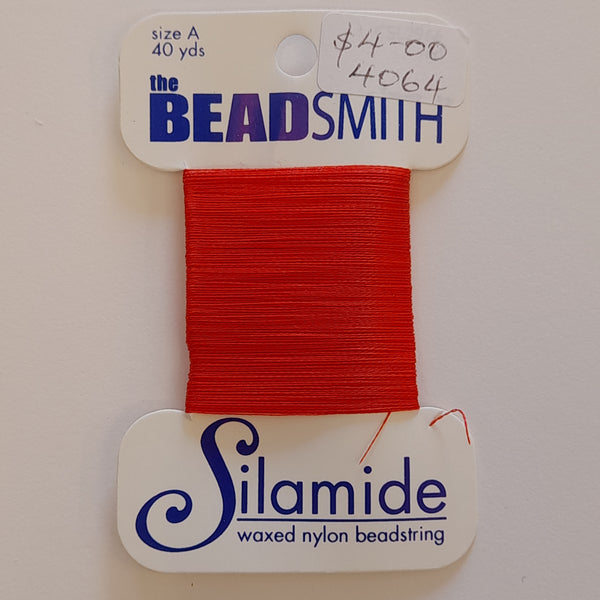 size A
40 yds
$4-00
4064
the
BEADSMITH
Silamide
waxed nylon beadstring